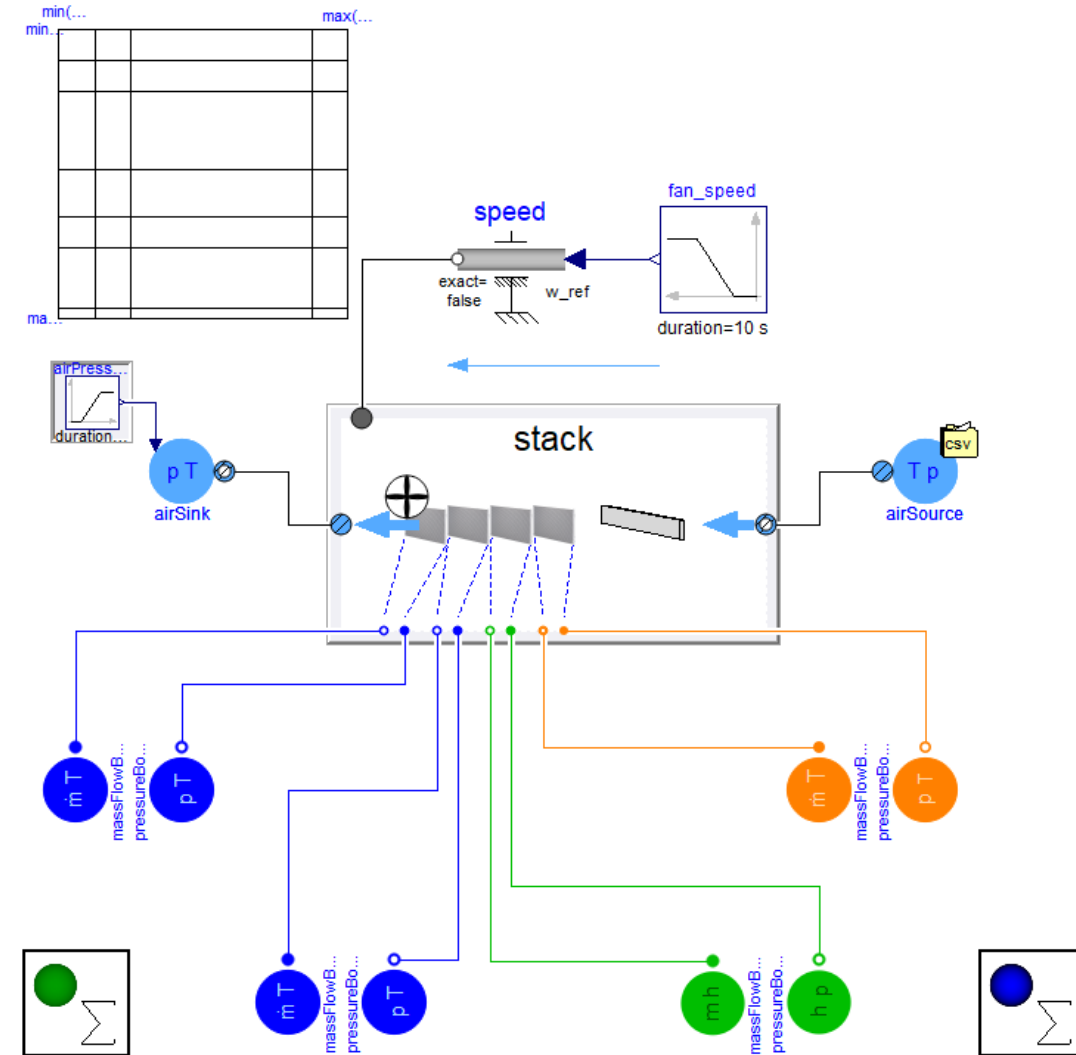 min(...
max(...
min...
ma...
fan_speed
speed
exact=
false
w_ref
duration=10 s
airPress...
duration...
p T
airSink
stack
CSV
T p
airSource
ṁ T
massFlowB...
pressureBo...
p T
ṁ T
massFlowB...
pressureBo...
p T
ṁ T
massFlowB...
pressureBo...
p T
ṁ h
massFlowB...
pressureBo...
h p
Σ
Σ